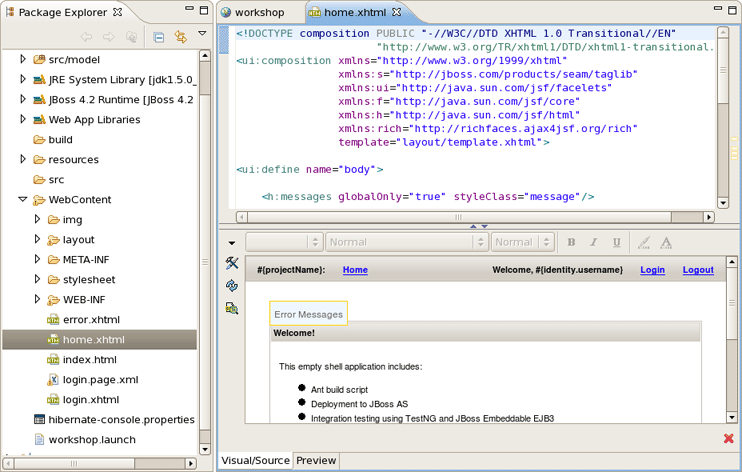 Package Explorer
src/model
JRE System Library [jdk1.5.0_
JBoss 4.2 Runtime [JBoss 4.2
Web App Libraries
build
resources
src
WebContent
img
layout
META-INF
stylesheet
WEB-INF
error.xhtml
home.xhtml
index.html
login.page.xml
login.xhtml
hibernate-console.properties
workshop.launch
workshop
home.xhtml
<!DOCTYPE composition PUBLIC "-//W3C//DTD XHTML 1.0 Transitional//EN"
"http://www.w3.org/TR/xhtml1/DTD/xhtml1-transitional.
<ui:composition xmlns="http://www.w3.org/1999/xhtml"
xmlns:s="http://jboss.com/products/seam/taglib"
xmlns:ui="http://java.sun.com/jsf/facelets"
xmlns:f="http://java.sun.com/jsf/core"
xmlns:h="http://java.sun.com/jsf/html"
xmlns:rich="http://richfaces.ajax4jsf.org/rich"
template="layout/template.xhtml">
<ui:define name="body">
<h:messages globalOnly="true" styleClass="message"/>
Normal Normal B I U A
#{projectName}: Home Welcome, #{identity.username} Login Logout
Error Messages
Welcome!
This empty shell application includes:
Ant build script
Deployment to JBoss AS
Integration testing using TestNG and JBoss Embeddable EJB3
Visual/Source Preview